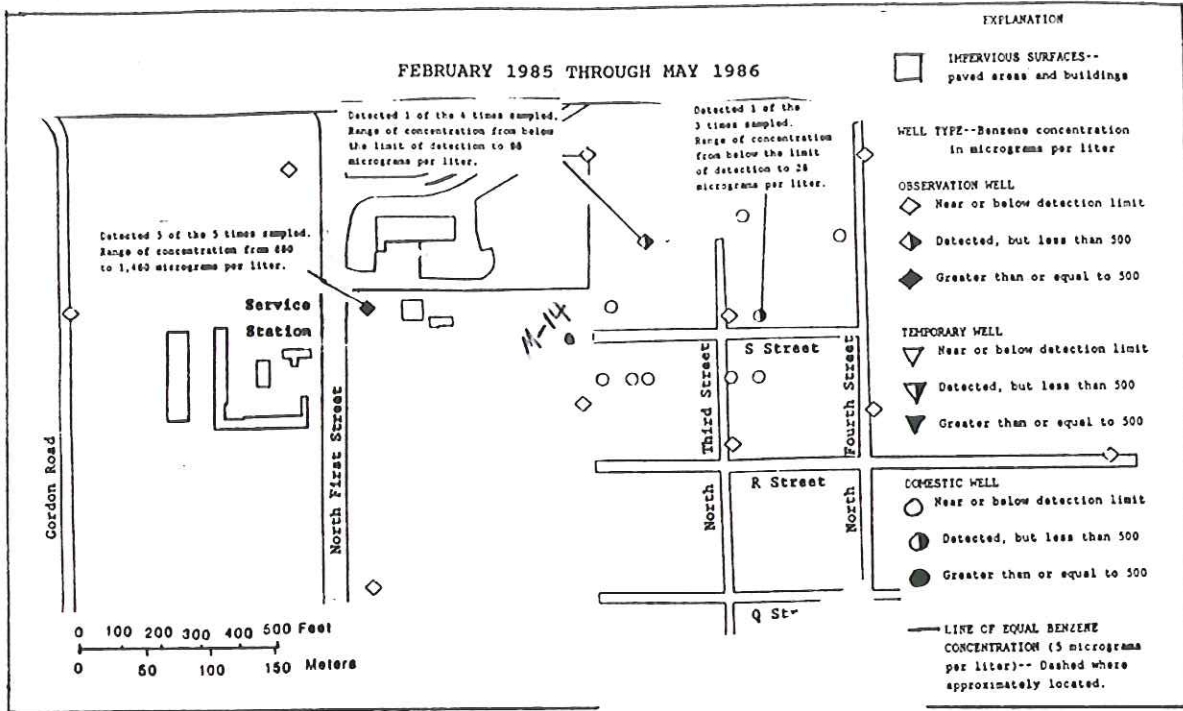 FEBRUARY 1985 THROUGH MAY 1986
Detected 1 of the 4 times sampled.
Range of concentration from below
the limit of detection to
micrograms per liter.
Detected 1 of the
3 times sampled.
Range of concentration
from below the limit
of detection to 28
micrograms per liter.
Detected 5 of the 5 times sampled.
Range of concentration from
to 1,460 micrograms per liter.
Service
Station
M-14
S Street
R Street
Q Str
Gordon Road
North First Street
North Third Street
North Fourth Street
0 100 200 300 400 500 Feet
0 50 100 150 Meters
EXPLANATION
IMPERVIOUS SURFACES--
paved areas and buildings
WELL TYPE--Benzene concentration
in micrograms per liter
OBSERVATION WELL
Near or below detection limit
Detected, but less than 500
Greater than or equal to 500
TEMPORARY WELL
Near or below detection limit
Detected, but less than 500
Greater than or equal to 500
DOMESTIC WELL
Near or below detection limit
Detected, but less than 500
Greater than or equal to 500
LINE OF EQUAL BENZENE
CONCENTRATION (5 micrograms
per liter)-- Dashed where
approximately located.